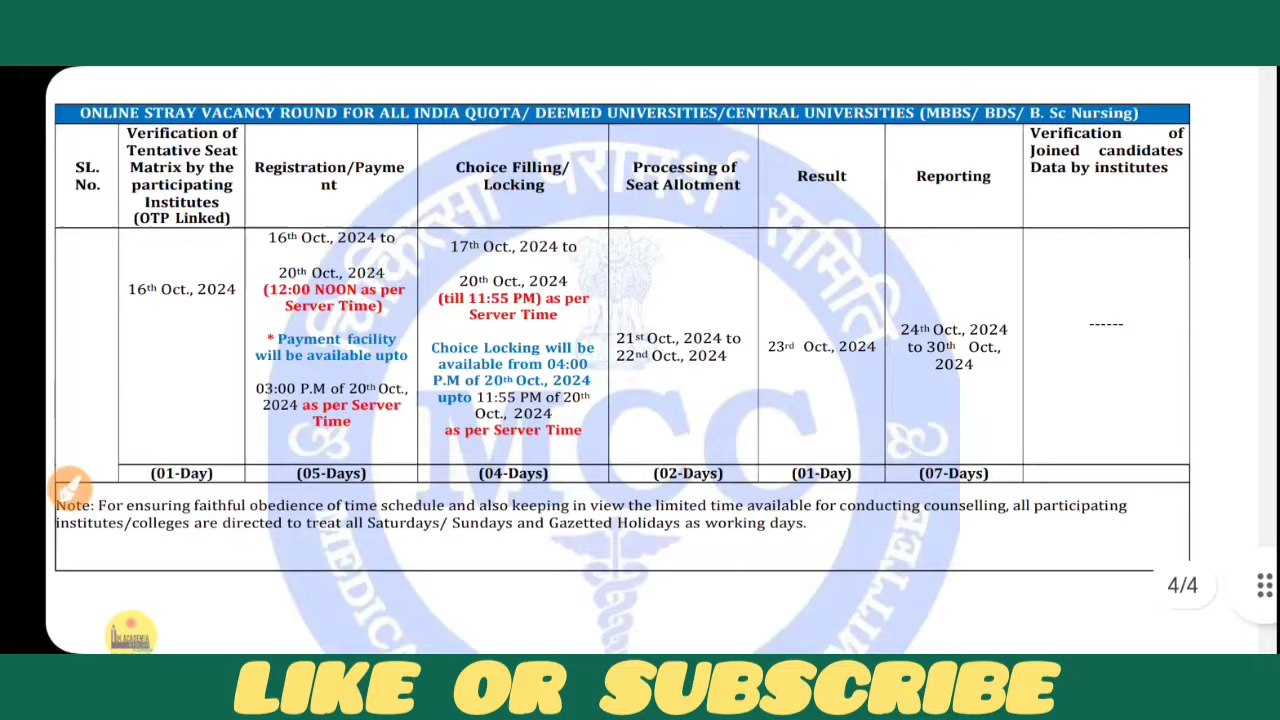 ONLINE STRAY VACANCY ROUND FOR ALL INDIA QUOTA/ DEEMED UNIVERSITIES/CENTRAL UNIVERSITIES (MBBS/ BDS/ B. Sc Nursing)
SL.
No.
Verification of
Tentative Seat
Matrix by the
participating
Institutes
(OTP Linked)
Registration/Payme
nt
Choice Filling/
Locking
Processing of
Seat Allotment
Result
Reporting
Verification of
Joined candidates
Data by institutes
16th Oct., 2024
16th Oct., 2024 to
20th Oct., 2024
(12:00 NOON as per
Server Time)
* Payment facility
will be available upto
03:00 P.M of 20th Oct.,
2024 as per Server
Time
17th Oct., 2024 to
20th Oct., 2024
(till 11:55 PM) as per
Server Time
Choice Locking will be
available from 04:00
P.M of 20th Oct., 2024
upto 11:55 PM of 20th
Oct., 2024
as per Server Time
21st Oct., 2024 to
22nd Oct., 2024
23rd Oct., 2024
24th Oct., 2024
to 30th Oct.,
2024
------
(01-Day)
(05-Days)
(04-Days)
(02-Days)
(01-Day)
(07-Days)
Note: For ensuring faithful obedience of time schedule and also keeping in view the limited time available for conducting counselling, all participating
institutes/colleges are directed to treat all Saturdays/ Sundays and Gazetted Holidays as working days.
परामर्श समिति
MCC
4/4
ACADEMIA
LIKE OR SUBSCRIBE